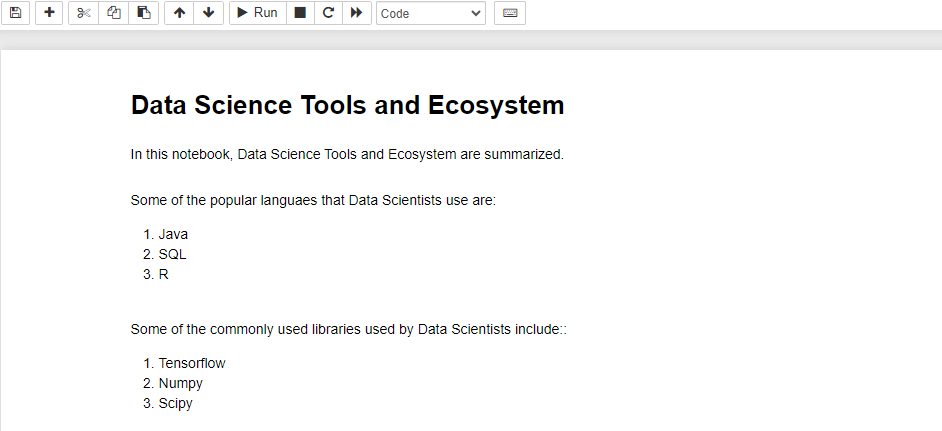 Run Code
Data Science Tools and Ecosystem
In this notebook, Data Science Tools and Ecosystem are summarized.
Some of the popular languaes that Data Scientists use are:
1. Java
2. SQL
3. R
Some of the commonly used libraries used by Data Scientists include::
1. Tensorflow
2. Numpy
3. Scipy